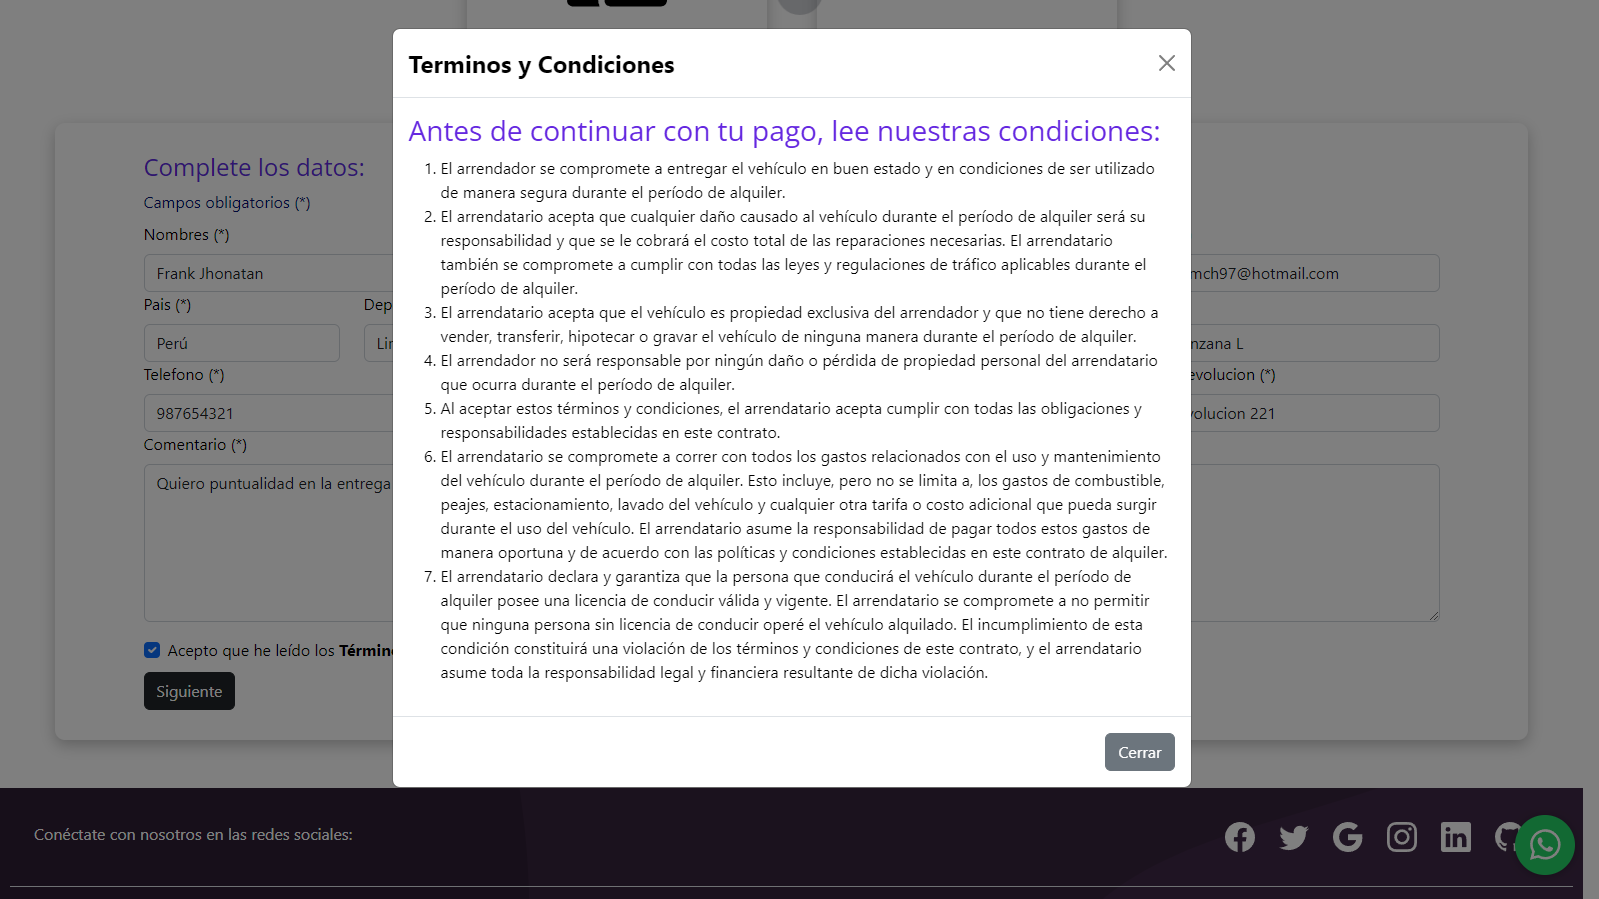 Terminos y Condiciones
Antes de continuar con tu pago, lee nuestras condiciones:
1. El arrendador se compromete a entregar el vehículo en buen estado y en condiciones de ser utilizado
de manera segura durante el período de alquiler.
2. El arrendatario acepta que cualquier daño causado al vehículo durante el período de alquiler será su
responsabilidad y que se le cobrará el costo total de las reparaciones necesarias. El arrendatario
también se compromete a cumplir con todas las leyes y regulaciones de tráfico aplicables durante el
período de alquiler.
3. El arrendatario acepta que el vehículo es propiedad exclusiva del arrendador y que no tiene derecho a
vender, transferir, hipotecar o gravar el vehículo de ninguna manera durante el período de alquiler.
4. El arrendador no será responsable por ningún daño o pérdida de propiedad personal del arrendatario
que ocurra durante el período de alquiler.
5. Al aceptar estos términos y condiciones, el arrendatario acepta cumplir con todas las obligaciones y
responsabilidades establecidas en este contrato.
6. El arrendatario se compromete a correr con todos los gastos relacionados con el uso y mantenimiento
del vehículo durante el período de alquiler. Esto incluye, pero no se limita a, los gastos de combustible,
peajes, estacionamiento, lavado del vehículo y cualquier otra tarifa o costo adicional que pueda surgir
durante el uso del vehículo. El arrendatario asume la responsabilidad de pagar todos estos gastos de
manera oportuna y de acuerdo con las políticas y condiciones establecidas en este contrato de alquiler.
7. El arrendatario declara y garantiza que la persona que conducirá el vehículo durante el período de
alquiler posee una licencia de conducir válida y vigente. El arrendatario se compromete a no permitir
que ninguna persona sin licencia de conducir operé el vehículo alquilado. El incumplimiento de esta
condición constituirá una violación de los términos y condiciones de este contrato, y el arrendatario
asume toda la responsabilidad legal y financiera resultante de dicha violación.
Cerrar
Complete los datos:
Campos obligatorios (*)
Nombres (*)
Frank Jhonatan
mch97@hotmail.com
Pais (*)
Dep
Perú
Lir
nzana L
Telefono (*)
evolucion (*)
987654321
volucion 221
Comentario (*)
Quiero puntualidad en la entrega
Acepto que he leído los Término
Siguiente
Conéctate con nosotros en las redes sociales: